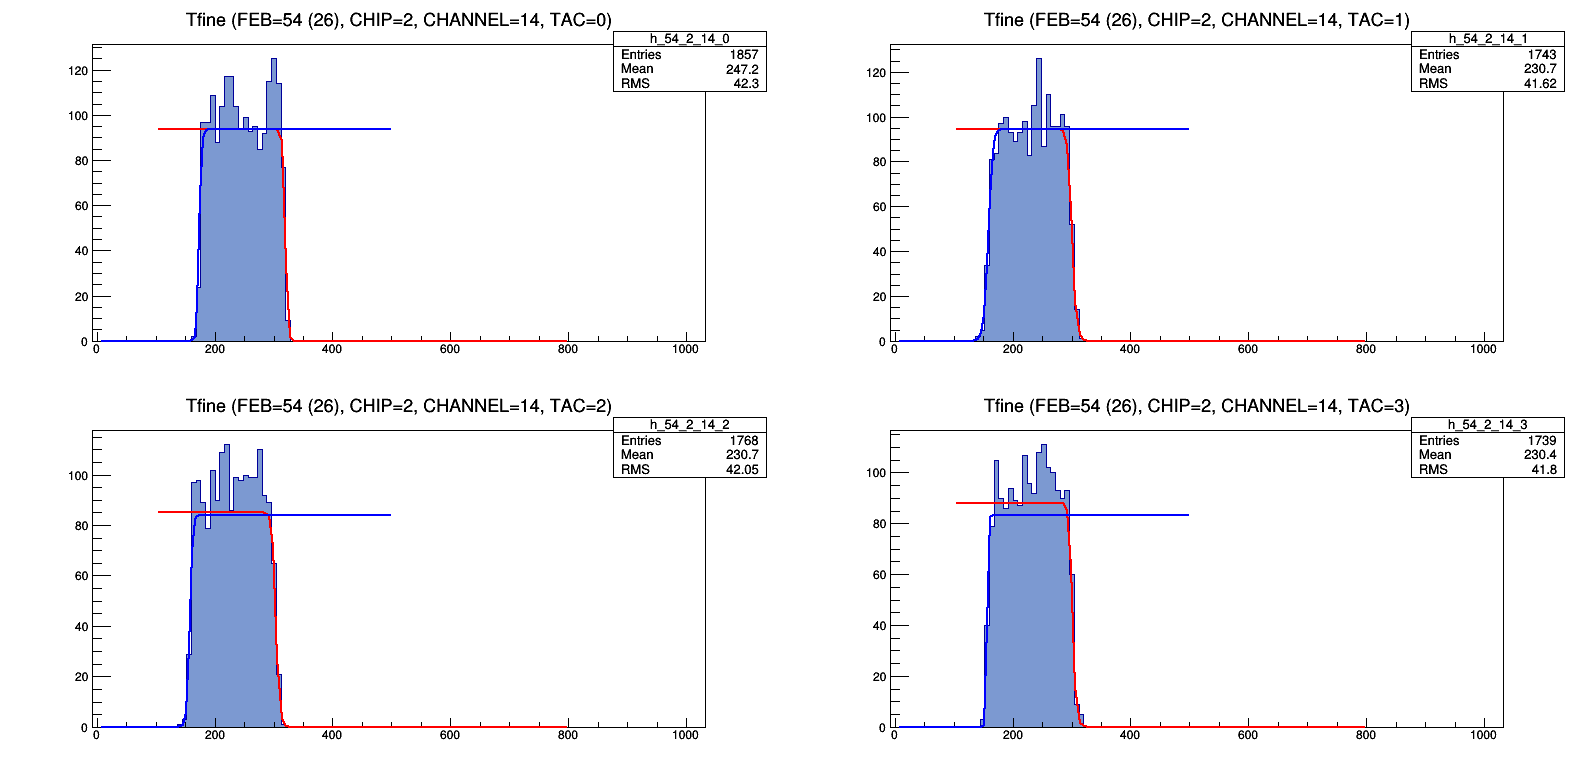 Tfine (FEB=54 (26), CHIP=2, CHANNEL=14, TAC=0)
h_54_2_14_0
Entries 1857
Mean 247.2
RMS 42.3
120
100
80
60
40
20
0
0 200 400 600 800 1000
Tfine (FEB=54 (26), CHIP=2, CHANNEL=14, TAC=1)
h_54_2_14_1
Entries 1743
Mean 230.7
RMS 41.62
120
100
80
60
40
20
0
0 200 400 600 800 1000
Tfine (FEB=54 (26), CHIP=2, CHANNEL=14, TAC=2)
h_54_2_14_2
Entries 1768
Mean 230.7
RMS 42.05
100
80
60
40
20
0
0 200 400 600 800 1000
Tfine (FEB=54 (26), CHIP=2, CHANNEL=14, TAC=3)
h_54_2_14_3
Entries 1739
Mean 230.4
RMS 41.8
100
80
60
40
20
0
0 200 400 600 800 1000